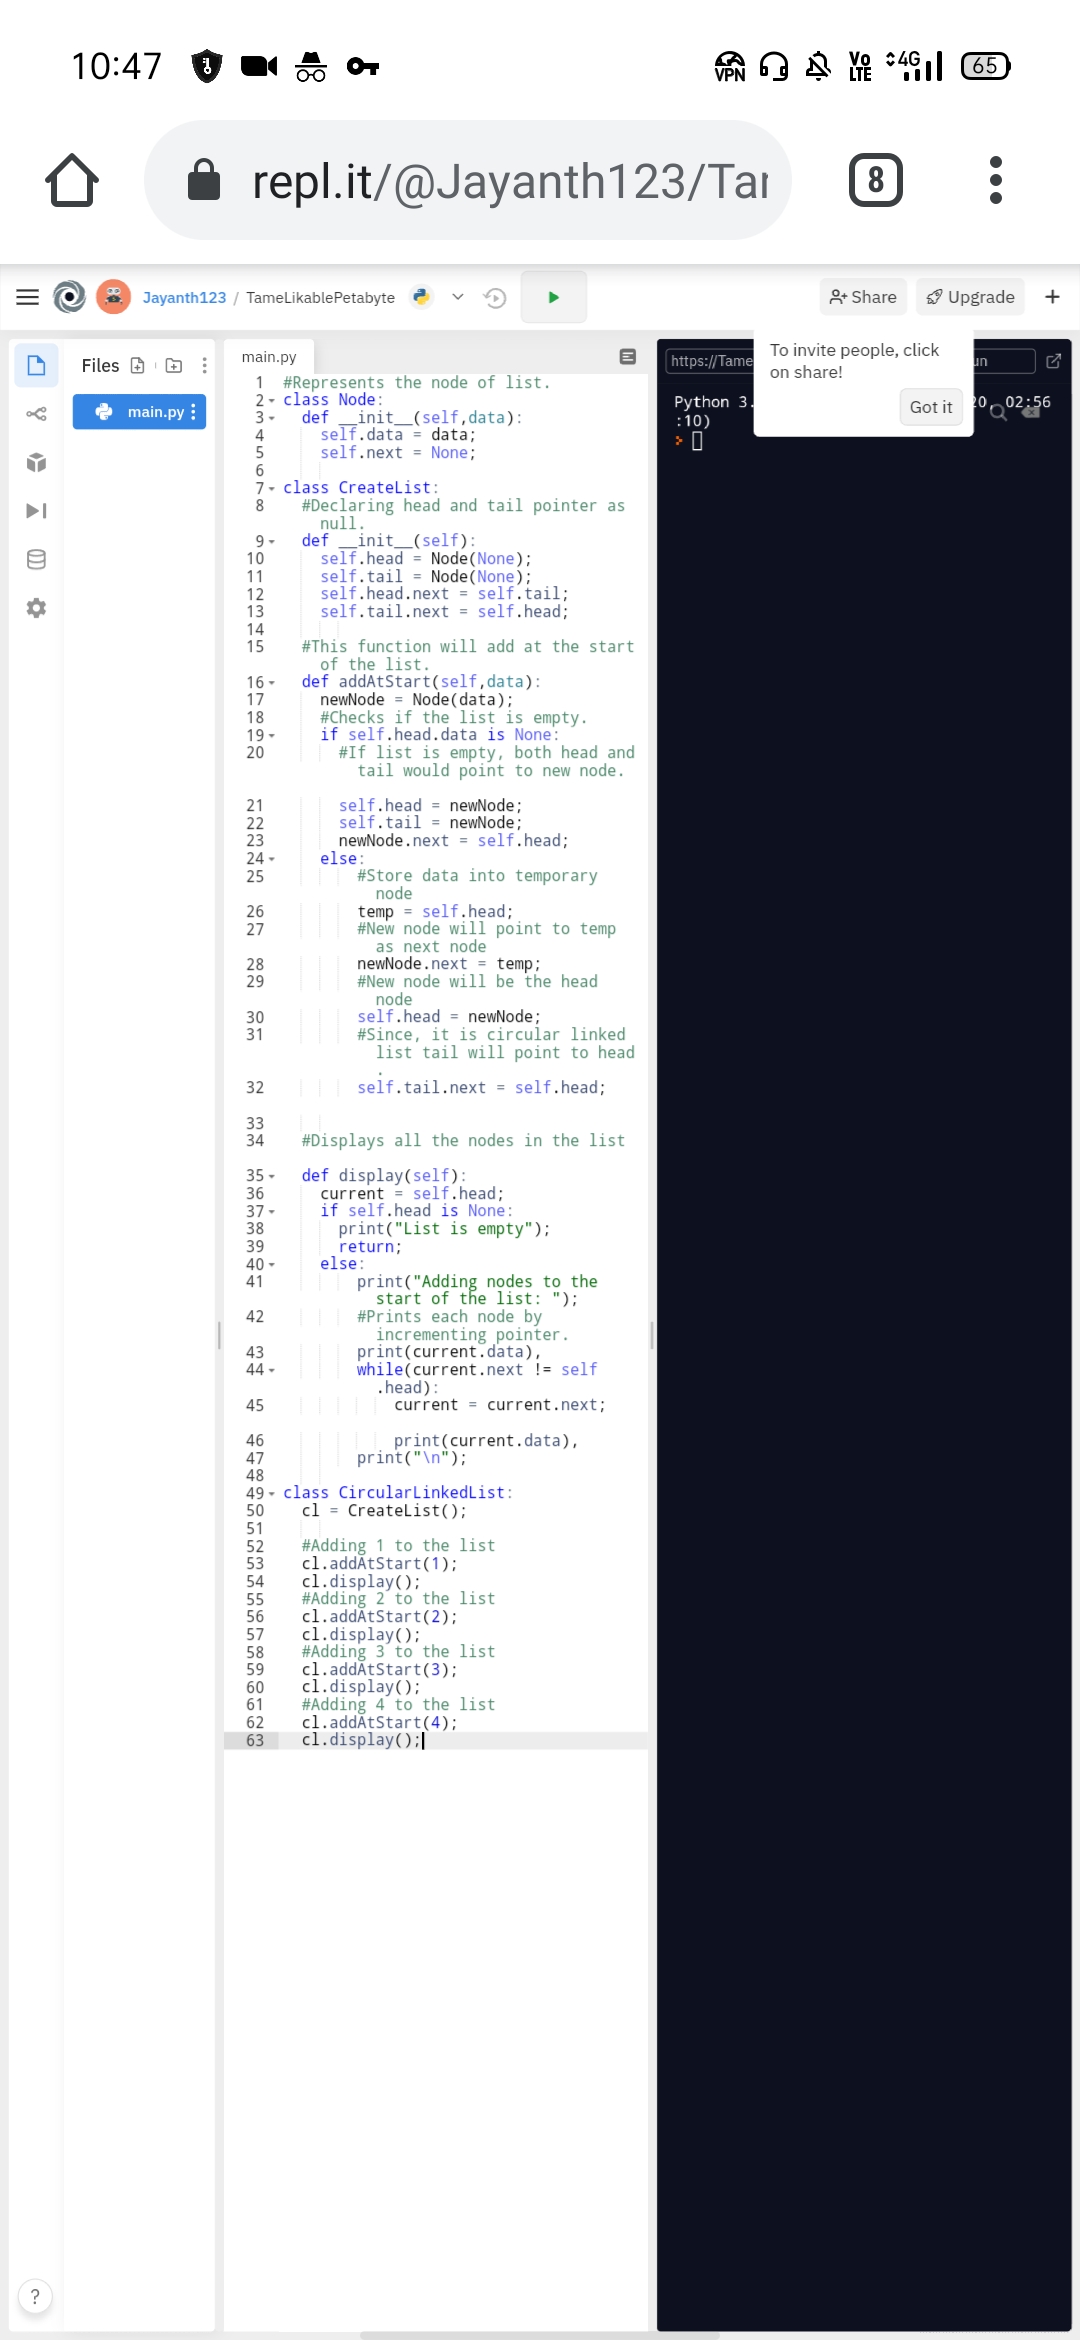 10:47
VPN
Vo LTE
4G
65
repl.it/@Jayanth123/Tar
8
Jayanth123 / TameLikablePetabyte
Share
Upgrade
+
Files
main.py
main.py
https://Tame
un
To invite people, click
on share!
Got it
Python 3.
20, 02:56
:10)
1 #Represents the node of list.
2 class Node:
3 def __init__(self,data):
4 self.data = data;
5 self.next = None;
6
7 class CreateList:
8 #Declaring head and tail pointer as
null.
9 def __init__(self):
10 self.head = Node(None);
11 self.tail = Node(None);
12 self.head.next = self.tail;
13 self.tail.next = self.head;
14
15 #This function will add at the start
of the list.
16 def addAtStart(self,data):
17 newNode = Node(data);
18 #Checks if the list is empty.
19 if self.head.data is None:
20 #If list is empty, both head and
tail would point to new node.
21 self.head = newNode;
22 self.tail = newNode;
23 newNode.next = self.head;
24 else:
25 #Store data into temporary
node
26 temp = self.head;
27 #New node will point to temp
as next node
28 newNode.next = temp;
29 #New node will be the head
node
30 self.head = newNode;
31 #Since, it is circular linked
list tail will point to head
.
32 self.tail.next = self.head;
33
34 #Displays all the nodes in the list
35 def display(self):
36 current = self.head;
37 if self.head is None:
38 print("List is empty");
39 return;
40 else:
41 print("Adding nodes to the
start of the list: ");
42 #Prints each node by
incrementing pointer.
43 print(current.data),
44 while(current.next != self
.head):
45 current = current.next;
46 print(current.data),
47 print("\n");
48
49 class CircularLinkedList:
50 cl = CreateList();
51
52 #Adding 1 to the list
53 cl.addAtStart(1);
54 cl.display();
55 #Adding 2 to the list
56 cl.addAtStart(2);
57 cl.display();
58 #Adding 3 to the list
59 cl.addAtStart(3);
60 cl.display();
61 #Adding 4 to the list
62 cl.addAtStart(4);
63 cl.display();
?